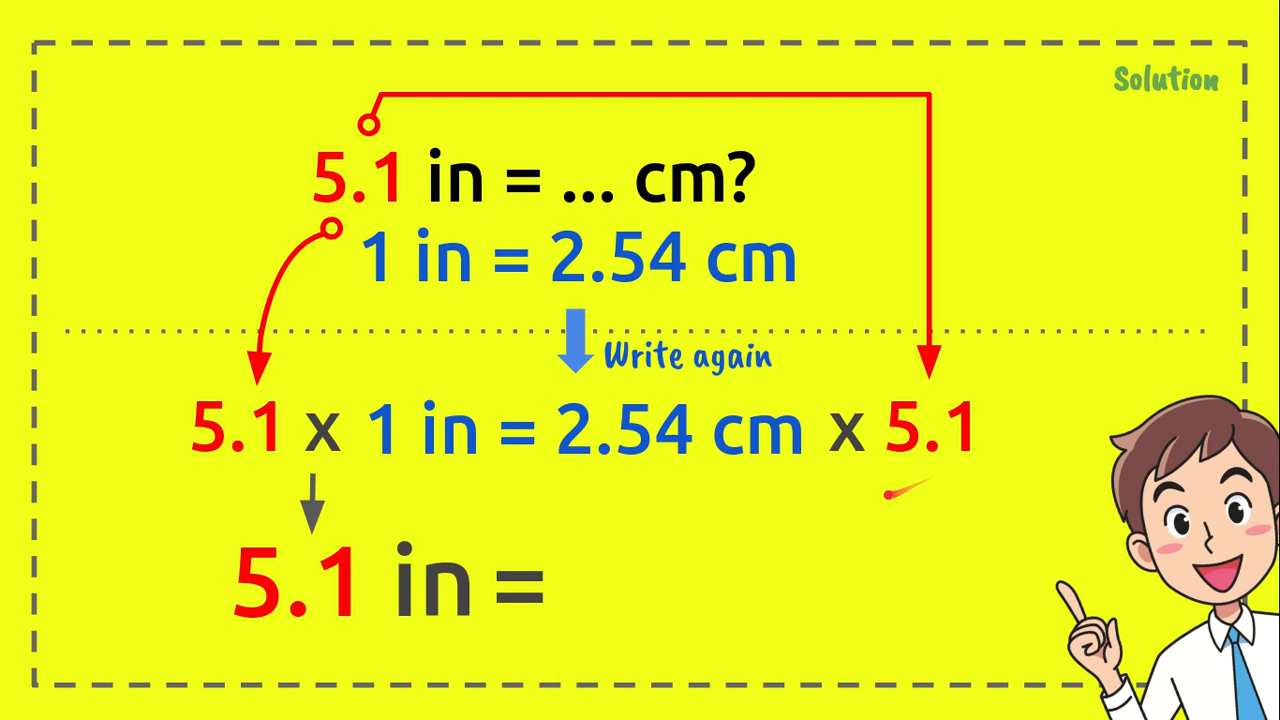 Solution
5.1 in = ... cm?
1 in = 2.54 cm
Write again
5.1 x 1 in = 2.54 cm x 5.1
5.1 in =